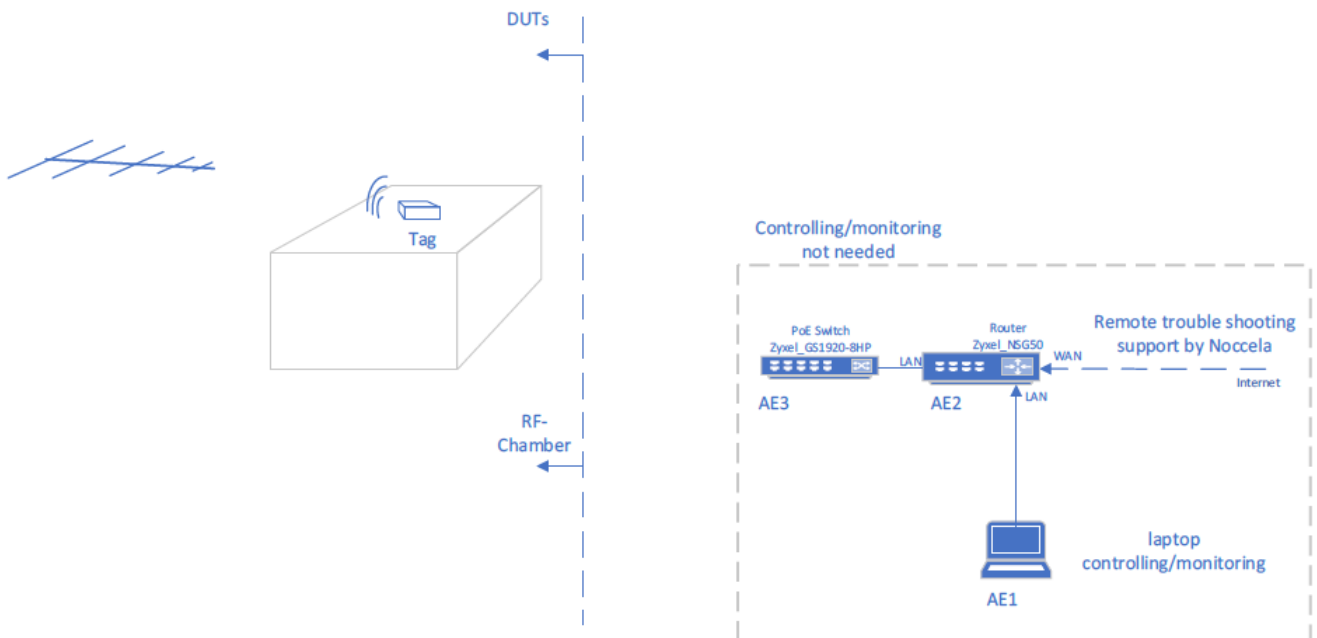 DUTs
Tag
RF-
Chamber
Controlling/monitoring
not needed
PoE Switch
Zyxel_GS1920-8HP
Router
Zyxel_NSG50
Remote trouble shooting
support by Noccela
LAN
WAN
Internet
AE3
AE2
LAN
laptop
controlling/monitoring
AE1